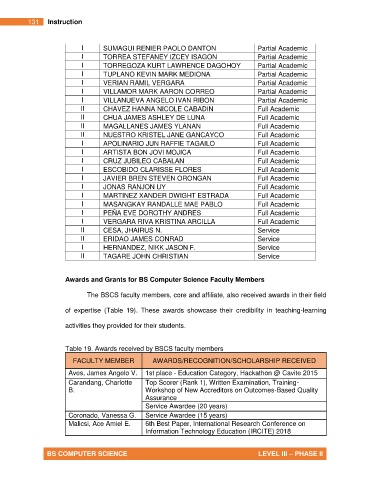 131 Instruction
I SUMAGUI RENIER PAOLO DANTON Partial Academic
I TORREA STEFANEY IZCEY ISAGON Partial Academic
I TORREGOZA KURT LAWRENCE DAGOHOY Partial Academic
I TUPLANO KEVIN MARK MEDIONA Partial Academic
I VERIAN RAMIL VERGARA Partial Academic
I VILLAMOR MARK AARON CORREO Partial Academic
I VILLANUEVA ANGELO IVAN RIBON Partial Academic
II CHAVEZ HANNA NICOLE CABADIN Full Academic
II CHUA JAMES ASHLEY DE LUNA Full Academic
II MAGALLANES JAMES YLANAN Full Academic
II NUESTRO KRISTEL JANE GANCAYCO Full Academic
I APOLINARIO JUN RAFFIE TAGAILO Full Academic
I ARTISTA BON JOVI MOJICA Full Academic
I CRUZ JUBILEO CABALAN Full Academic
I ESCOBIDO CLARISSE FLORES Full Academic
I JAVIER BREN STEVEN ORONGAN Full Academic
I JONAS RANJON UY Full Academic
I MARTINEZ XANDER DWIGHT ESTRADA Full Academic
I MASANGKAY RANDALLE MAE PABLO Full Academic
I PEÑA EVE DOROTHY ANDRES Full Academic
I VERGARA RIVA KRISTINA ARCILLA Full Academic
II CESA, JHAIRUS N. Service
II ERIDAO JAMES CONRAD Service
I HERNANDEZ, NIKK JASON F. Service
II TAGARE JOHN CHRISTIAN Service
Awards and Grants for BS Computer Science Faculty Members
The BSCS faculty members, core and affiliate, also received awards in their field
of expertise (Table 19). These awards showcase their credibility in teaching-learning
activities they provided for their students.
Table 19. Awards received by BSCS faculty members
FACULTY MEMBER AWARDS/RECOGNITION/SCHOLARSHIP RECEIVED
Aves, James Angelo V. 1st place - Education Category, Hackathon @ Cavite 2015
Carandang, Charlotte Top Scorer (Rank 1), Written Examination, Training-
B. Workshop of New Accreditors on Outcomes-Based Quality
Assurance
Service Awardee (20 years)
Coronado, Vanessa G. Service Awardee (15 years)
Malicsi, Ace Amiel E. 6th Best Paper, International Research Conference on
Information Technology Education (IRCITE) 2018
BS COMPUTER SCIENCE LEVEL III – PHASE II